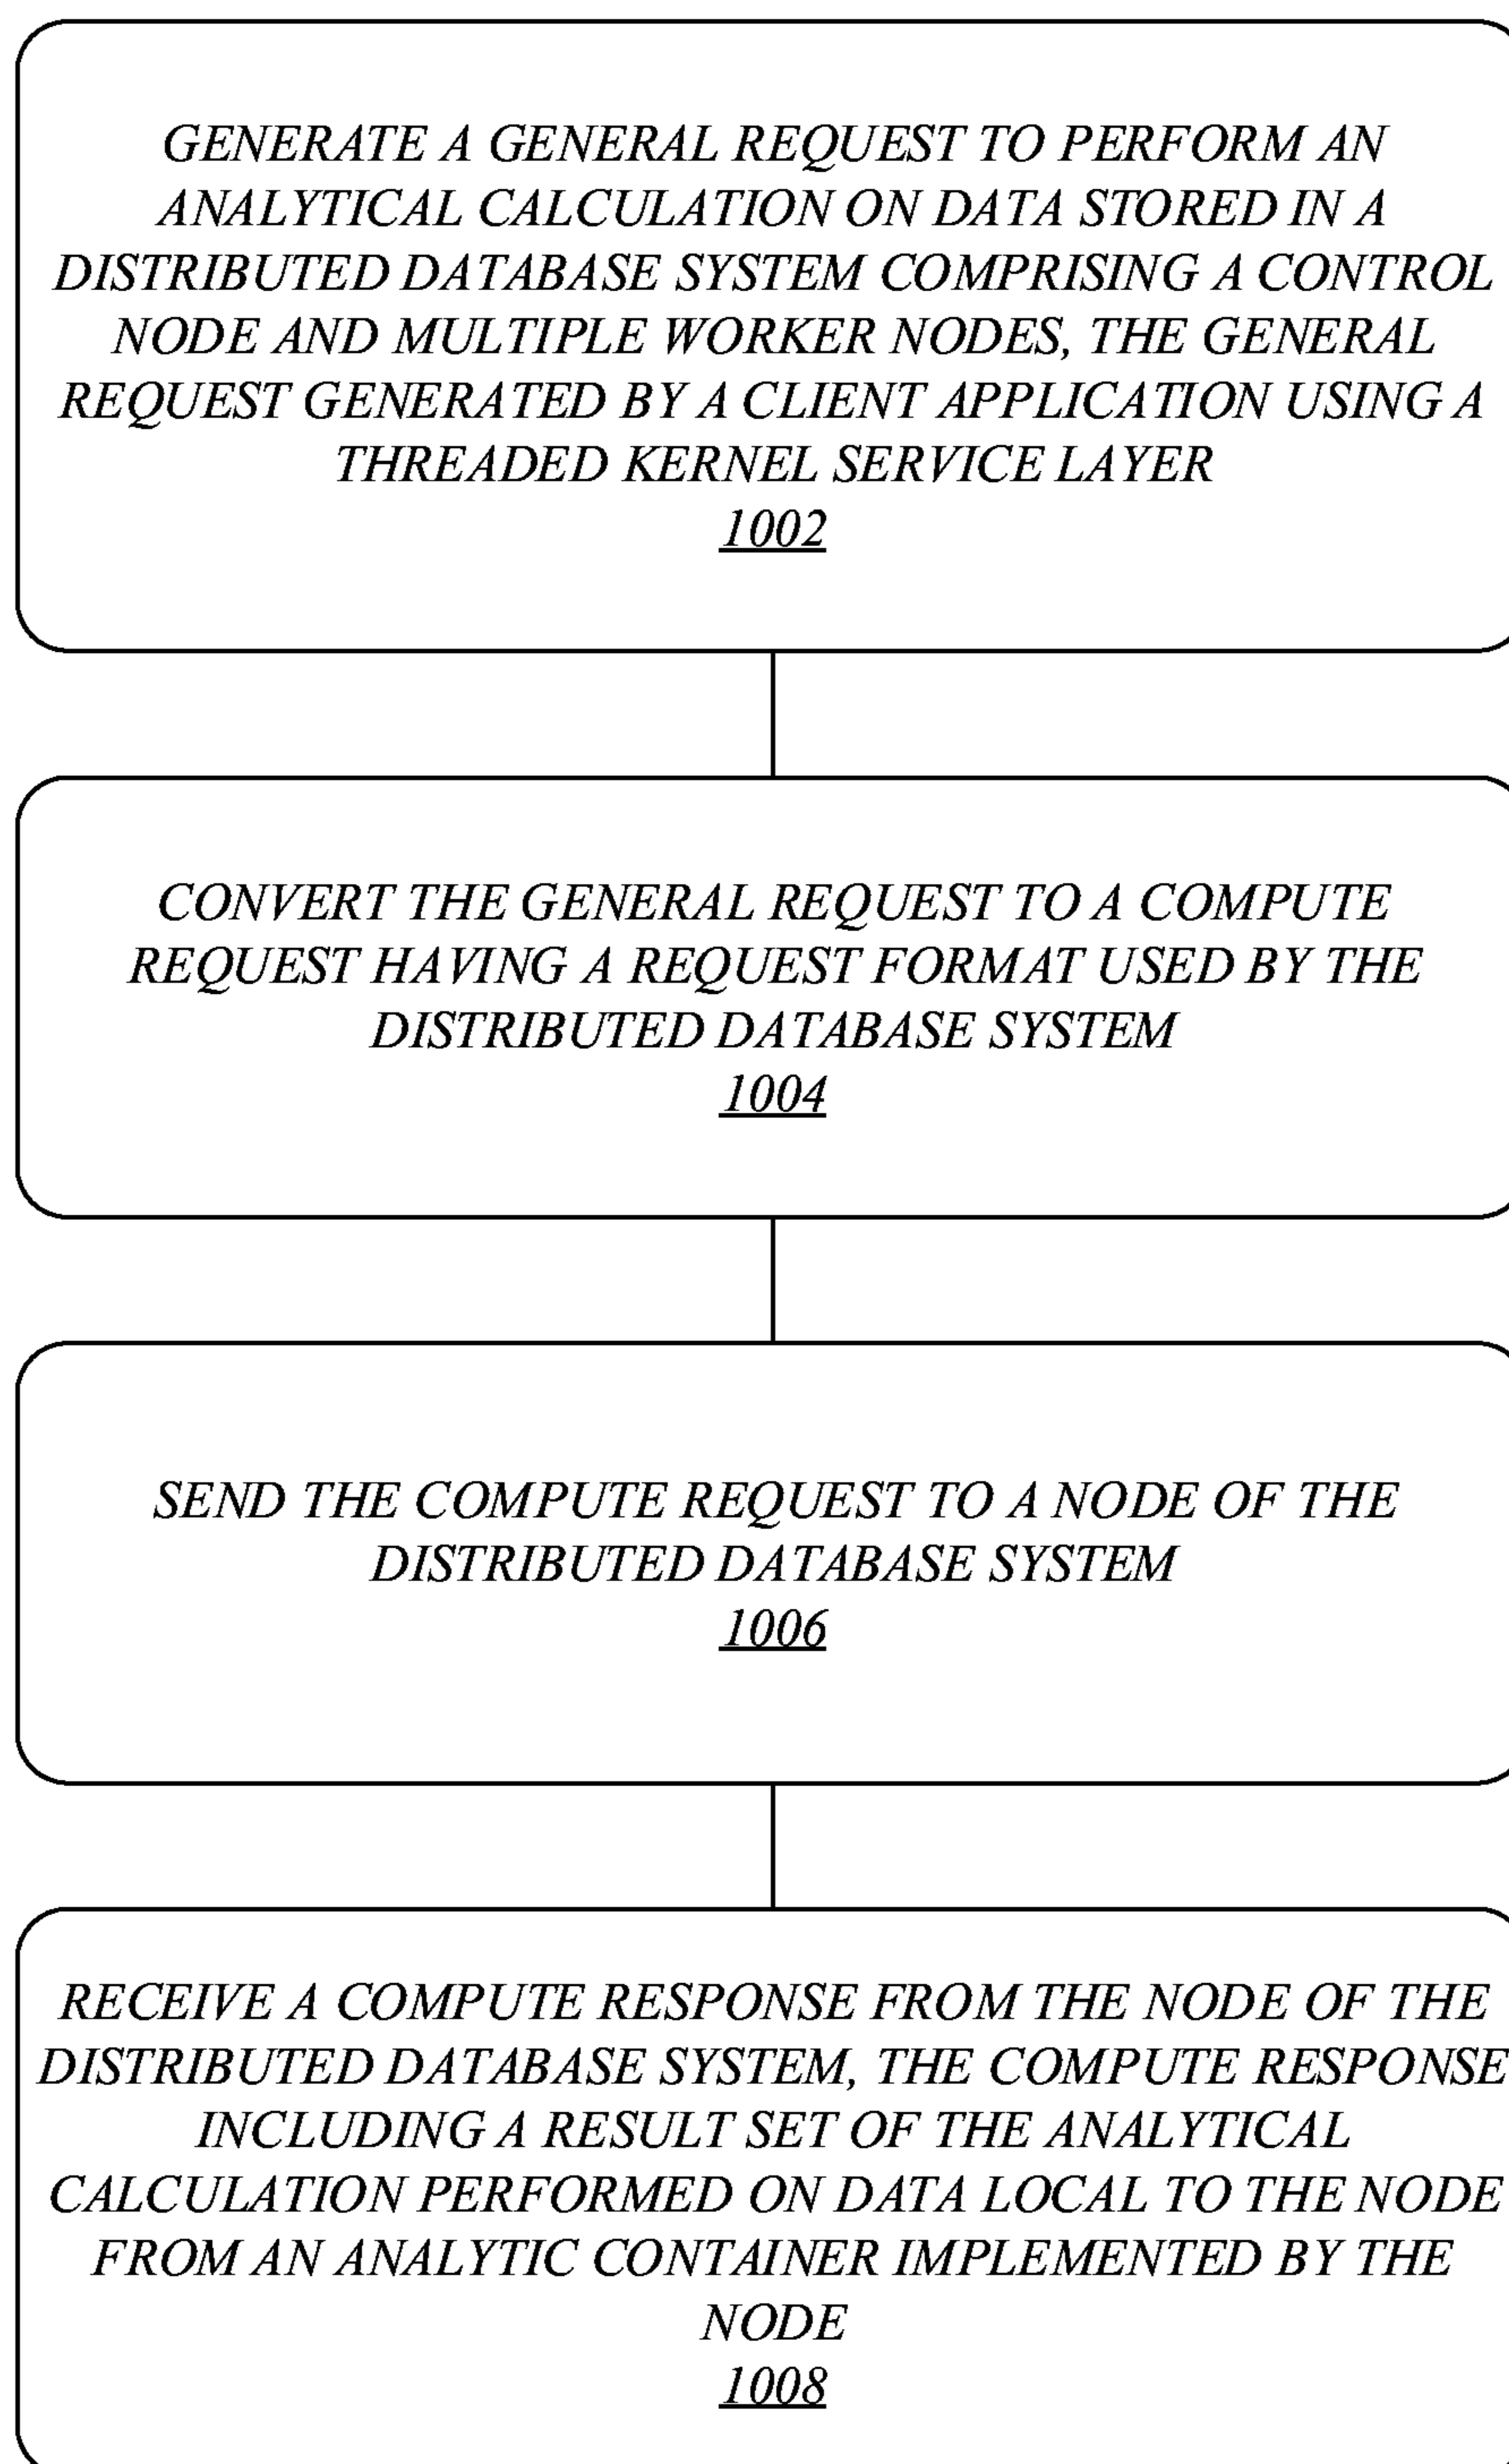 GENERATE A GENERAL REQUEST TO PERFORM AN
ANALYTICAL CALCULATION ON DATA STORED IN A
DISTRIBUTED DATABASE SYSTEM COMPRISING A CONTROL
NODE AND MULTIPLE WORKER NODES, THE GENERAL
REQUEST GENERATED BY A CLIENT APPLICATION USING A
THREADED KERNEL SERVICE LAYER
1002
CONVERT THE GENERAL REQUEST TO A COMPUTE
REQUEST HAVING A REQUEST FORMAT USED BY THE
DISTRIBUTED DATABASE SYSTEM
1004
SEND THE COMPUTE REQUEST TO A NODE OF THE
DISTRIBUTED DATABASE SYSTEM
1006
RECEIVE A COMPUTE RESPONSE FROM THE NODE OF THE
DISTRIBUTED DATABASE SYSTEM, THE COMPUTE RESPONSE
INCLUDING A RESULT SET OF THE ANALYTICAL
CALCULATION PERFORMED ON DATA LOCAL TO THE NODE
FROM AN ANALYTIC CONTAINER IMPLEMENTED BY THE
NODE
1008